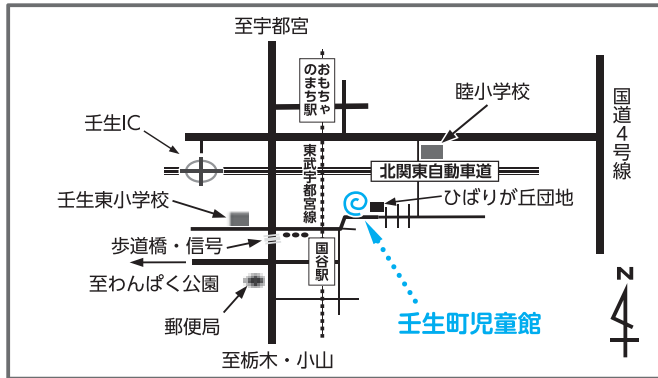 至宇都宮
おもちゃ
のまち駅
睦小学校
国道4号線
壬生IC
東武宇都宮線
北関東自動車道
ひばりが丘団地
壬生東小学校
歩道橋・信号
国谷駅
至わんぱく公園
壬生町児童館
郵便局
至栃木・小山
N